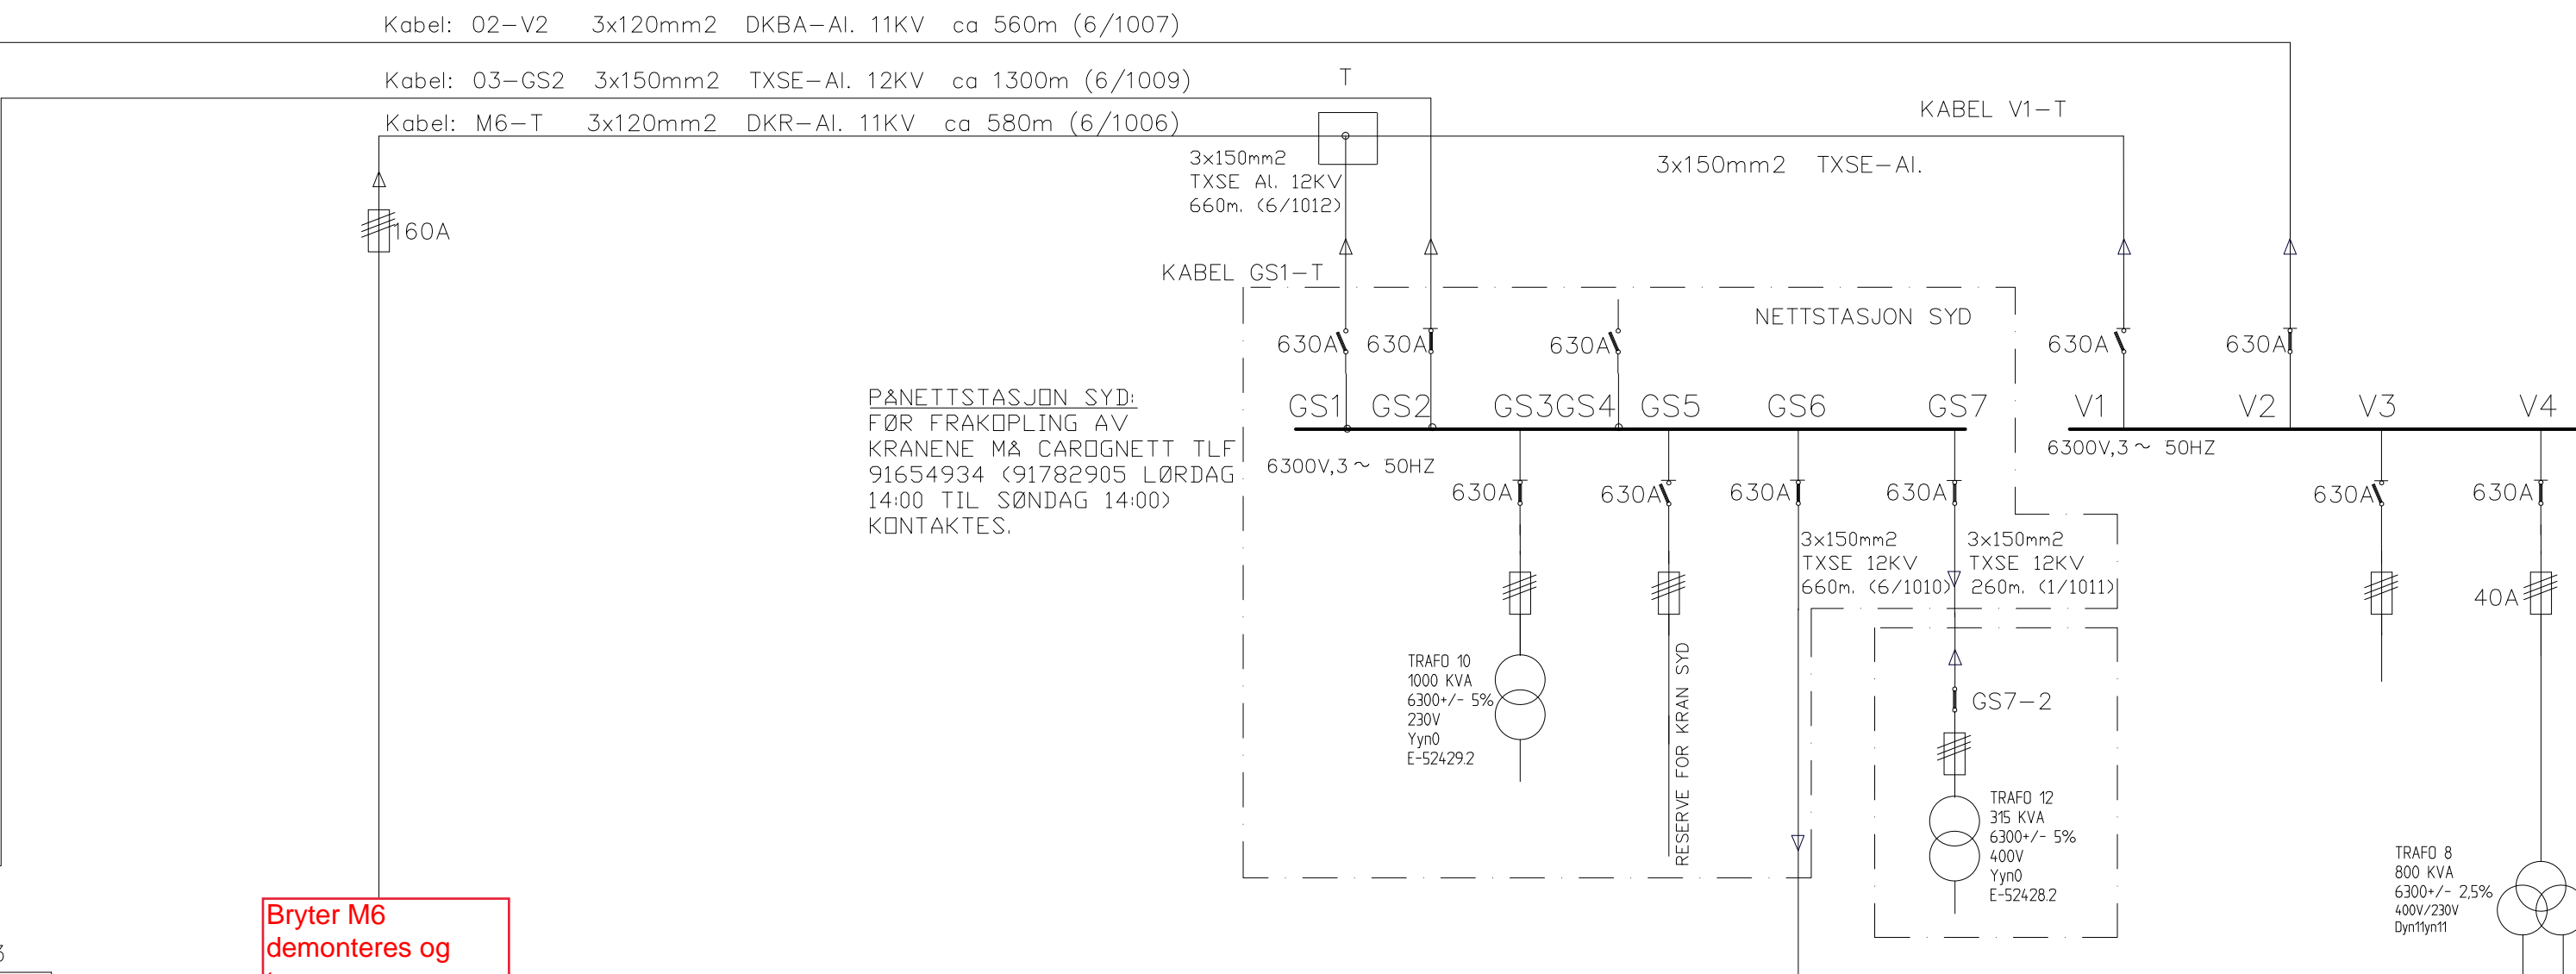 Kabel: 02-V2 3x120mm2 DKBA-Al. 11KV ca 560m (6/1007)
Kabel: 03-GS2 3x150mm2 TXSE-Al. 12KV ca 1300m (6/1009)
T
KABEL V1-T
Kabel: M6-T 3x120mm2 DKR-Al. 11KV ca 580m (6/1006)
3x150mm2
TXSE Al. 12KV
660m. (6/1012)
3x150mm2 TXSE-Al.
160A
KABEL GS1-T
NETTSTASJON SYD
630A
630A
630A
630A
630A
PÅNETTSTASJON SYD:
FØR FRAKOPLING AV
KRANENE MÅ CAROGNETT TLF
91654934 (91782905 LØRDAG
14:00 TIL SØNDAG 14:00)
KONTAKTES.
GS1
GS2
GS3
GS4
GS5
GS6
GS7
V1
V2
V3
V4
6300V,3~ 50HZ
6300V,3~ 50HZ
630A
630A
630A
630A
630A
630A
3x150mm2
TXSE 12KV
660m. (6/1010)
3x150mm2
TXSE 12KV
260m. (1/1011)
40A
TRAFO 10
1000 KVA
6300+/- 5%
230V
Yyn0
E-52429.2
RESERVE FOR KRAN SYD
GS7-2
TRAFO 12
315 KVA
6300+/- 5%
400V
Yyn0
E-52428.2
TRAFO 8
800 KVA
6300+/- 2,5%
400V/230V
Dyn11yn11
Bryter M6
demonteres og